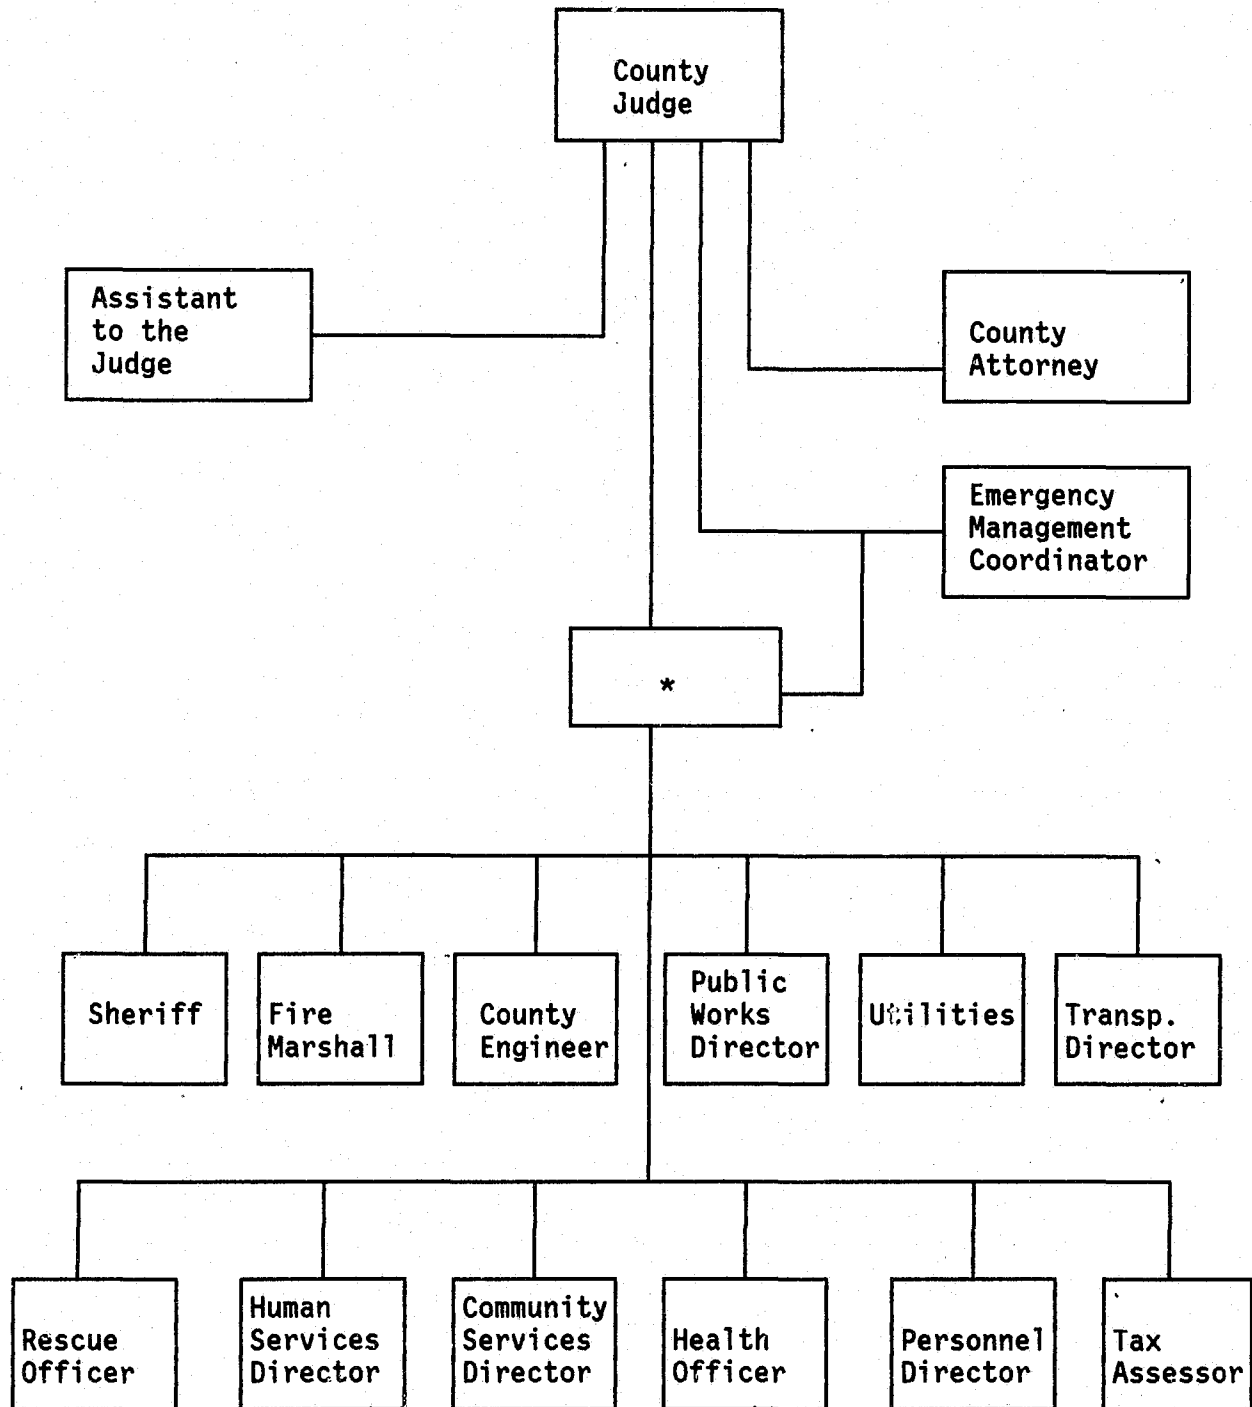 County
Judge
Assistant
to the
Judge
County
Attorney
Emergency
Management
Coordinator
*
Sheriff
Fire
Marshall
County
Engineer
Public
Works
Director
Utilities
Transp.
Director
Rescue
Officer
Human
Services
Director
Community
Services
Director
Health
Officer
Personnel
Director
Tax
Assessor